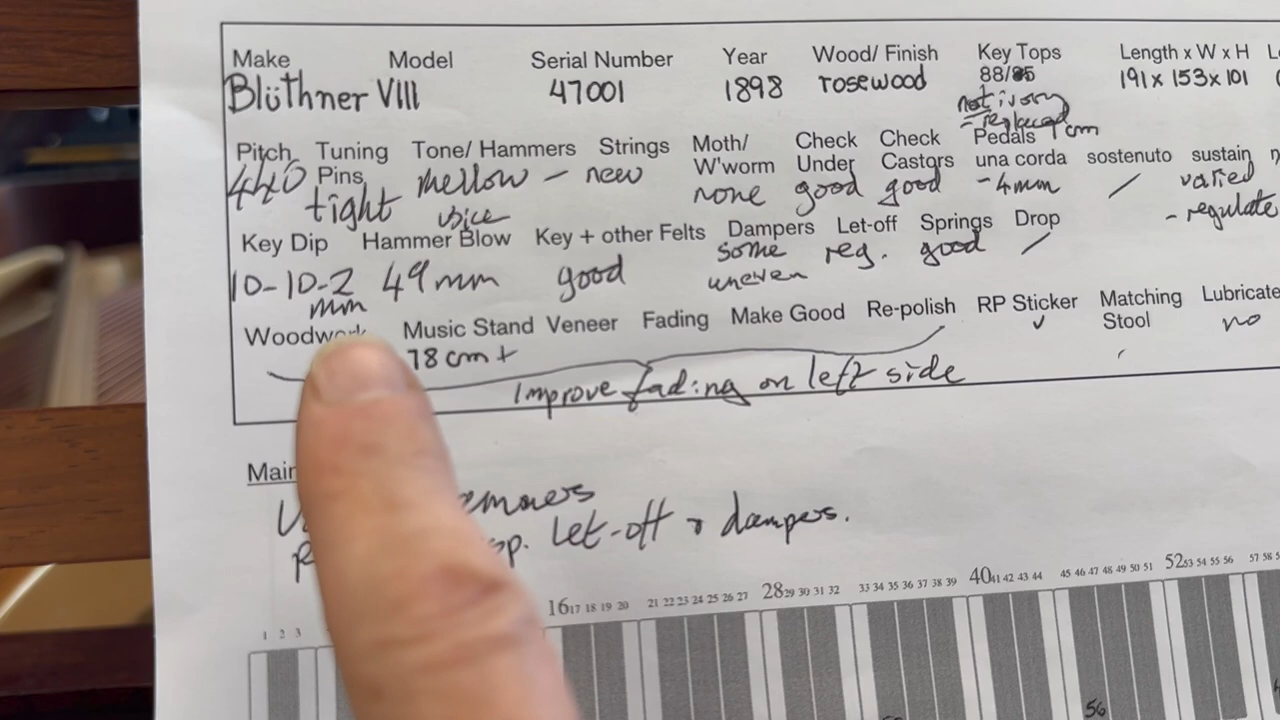 Make Model Serial Number Year Wood/ Finish Key Tops Length x W x H
Blüthner VIII 47001 1898 rosewood 88/85 191 x 153 x 101
not ivory
- replaced
Pitch Tuning Pins Tone/ Hammers Strings Moth/ W'worm Check Under Check Castors Pedals 1 cm
una corda sostenuto sustain
440 tight mellow - new none good good - 4mm / varied
voice - regulate
Key Dip Hammer Blow Key + other Felts Dampers Let-off Springs Drop
10-10-2 mm 49 mm good some uneven reg. good /
Woodwork Music Stand Veneer Fading Make Good Re-polish RP Sticker Matching Stool Lubricate
78 cm + ✓ no
Improve fading on left side
Main
Let-off & dampers.
1 2 3 16 17 18 19 20 21 22 23 24 25 26 27 28 29 30 31 32 33 34 35 36 37 38 39 40 41 42 43 44 45 46 47 48 49 50 51 52 53 54 55 56 57 58
56